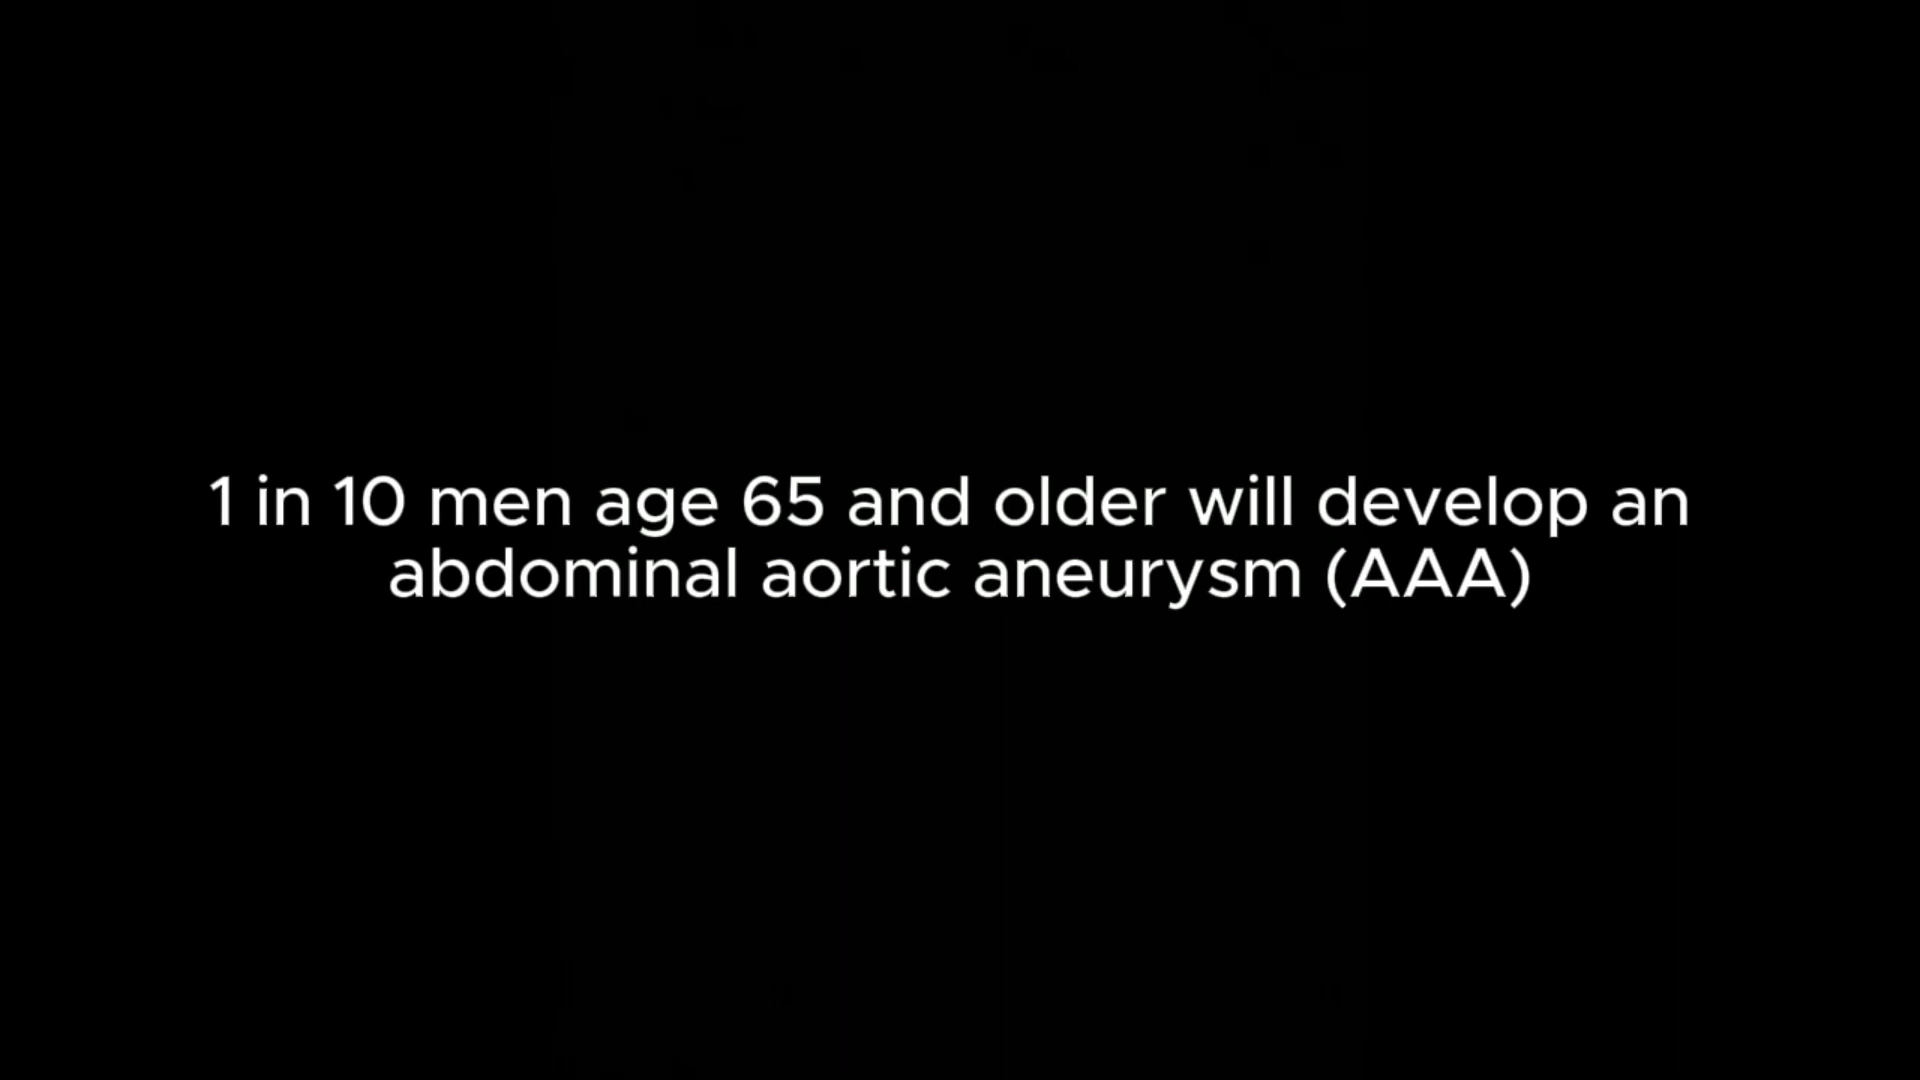 1 in 10 men age 65 and older will develop an
abdominal aortic aneurysm (AAA)